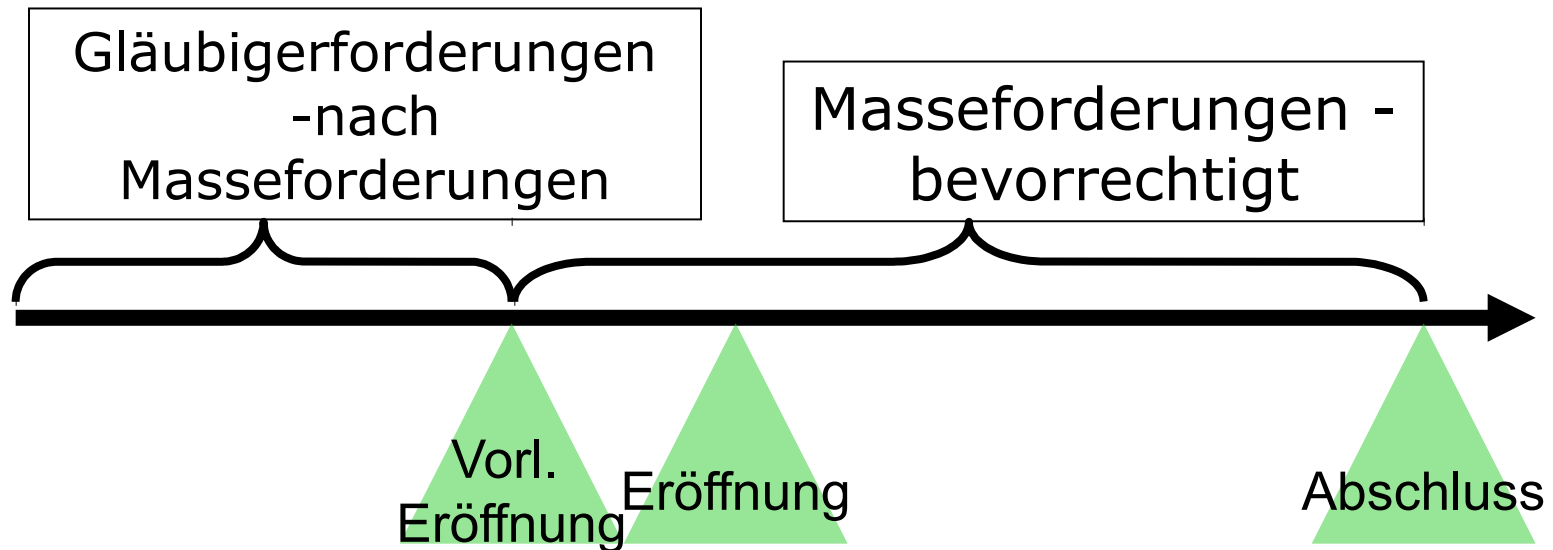 Gläubigerforderungen
-nach
Masseforderungen
Masseforderungen -
bevorrechtigt
Vorl.
Eröffnung
Eröffnung
Abschluss